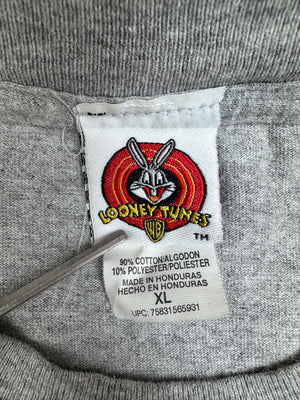 LOONEY TUNES
WB
TM
90% COTTON/ALGODON
10% POLYESTER/POLIESTER
MADE IN HONDURAS
HECHO EN HONDURAS
XL
UPC: 75831565931